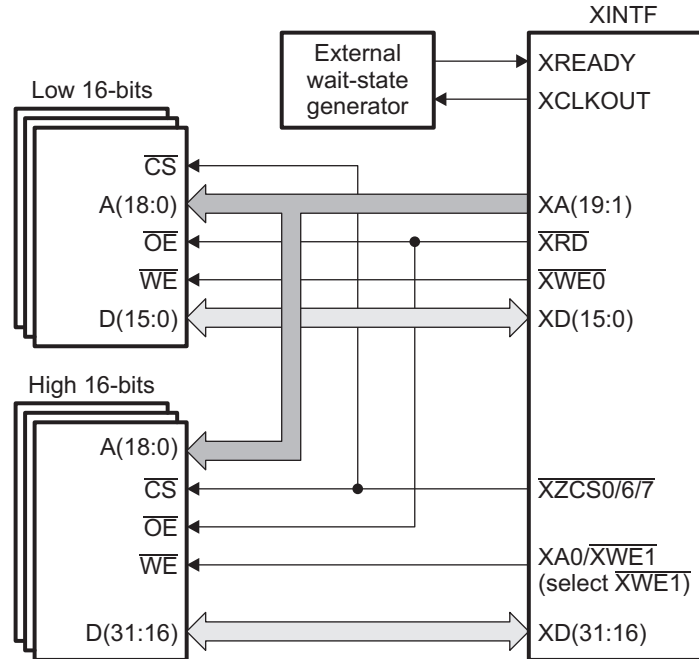 XINTF
External
wait-state
generator
XREADY
XCLKOUT
Low 16-bits
CS
A(18:0)
OE
WE
D(15:0)
XA(19:1)
XRD
XWE0
XD(15:0)
High 16-bits
A(18:0)
CS
OE
WE
D(31:16)
XZCS0/6/7
XA0/XWE1
(select XWE1)
XD(31:16)